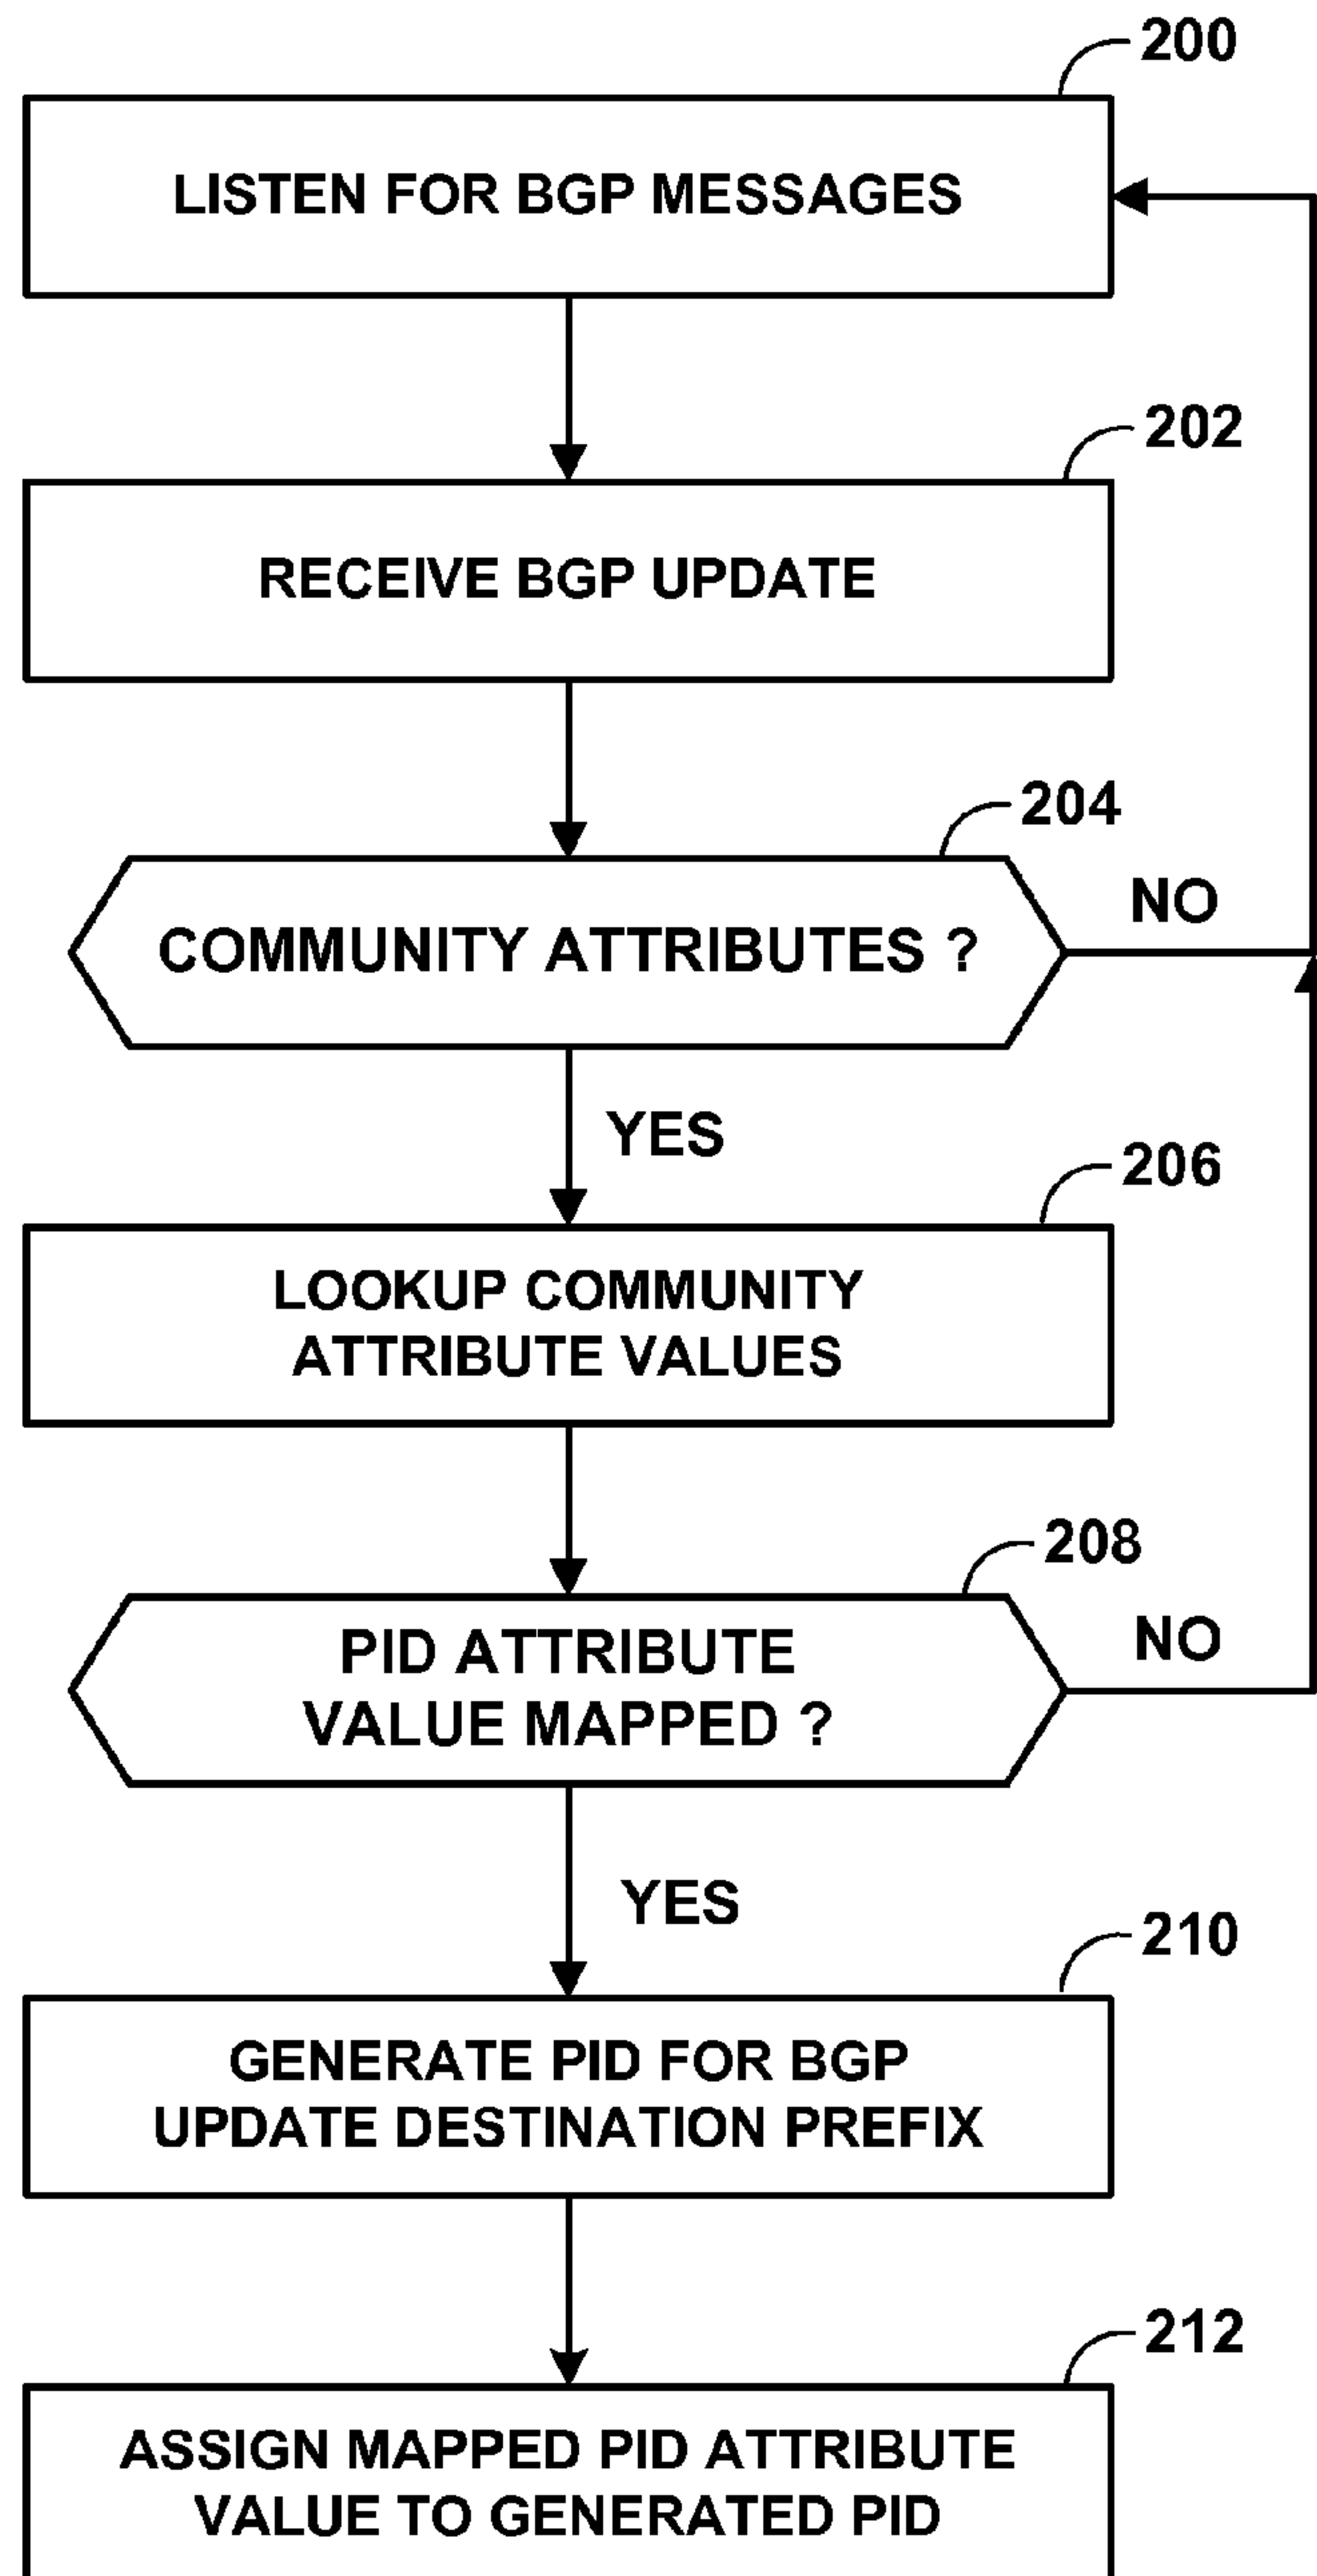 200
LISTEN FOR BGP MESSAGES
202
RECEIVE BGP UPDATE
204
COMMUNITY ATTRIBUTES ?
NO
YES
206
LOOKUP COMMUNITY
ATTRIBUTE VALUES
208
PID ATTRIBUTE
VALUE MAPPED ?
NO
YES
210
GENERATE PID FOR BGP
UPDATE DESTINATION PREFIX
212
ASSIGN MAPPED PID ATTRIBUTE
VALUE TO GENERATED PID